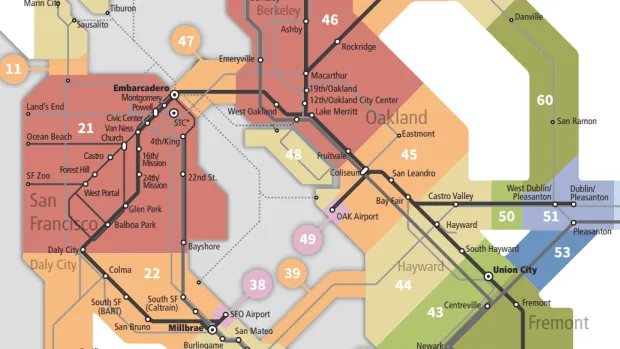 Marin City
Tiburon
Sausalito
Berkeley
46
Ashby
Rockridge
Danville
47
Emeryville
11
Embarcadero
Montgomery
Powell
Civic Center
Van Ness
Church
STC*
4th/King
Macarthur
19th/Oakland
12th/Oakland City Center
Lake Merritt
West Oakland
Oakland
60
San Ramon
Land's End
Ocean Beach
21
Castro
Forest Hill
SF Zoo
West Portal
16th/
Mission
24th/
Mission
22nd St.
48
Fruitvale
Coliseum
Eastmont
45
San Leandro
San
Francisco
Glen Park
Balboa Park
OAK Airport
Bay Fair
Castro Valley
West Dublin/
Pleasanton
Dublin/
Pleasanton
50
51
49
Hayward
Pleasanton
Daly City
Daly City
Bayshore
South Hayward
53
Colma
22
39
Hayward
Union City
38
44
South SF
(BART)
South SF
(Caltrain)
SFO Airport
43
Centreville
Fremont
San Bruno
Millbrae
San Mateo
Fremont
Burlingame
Newark